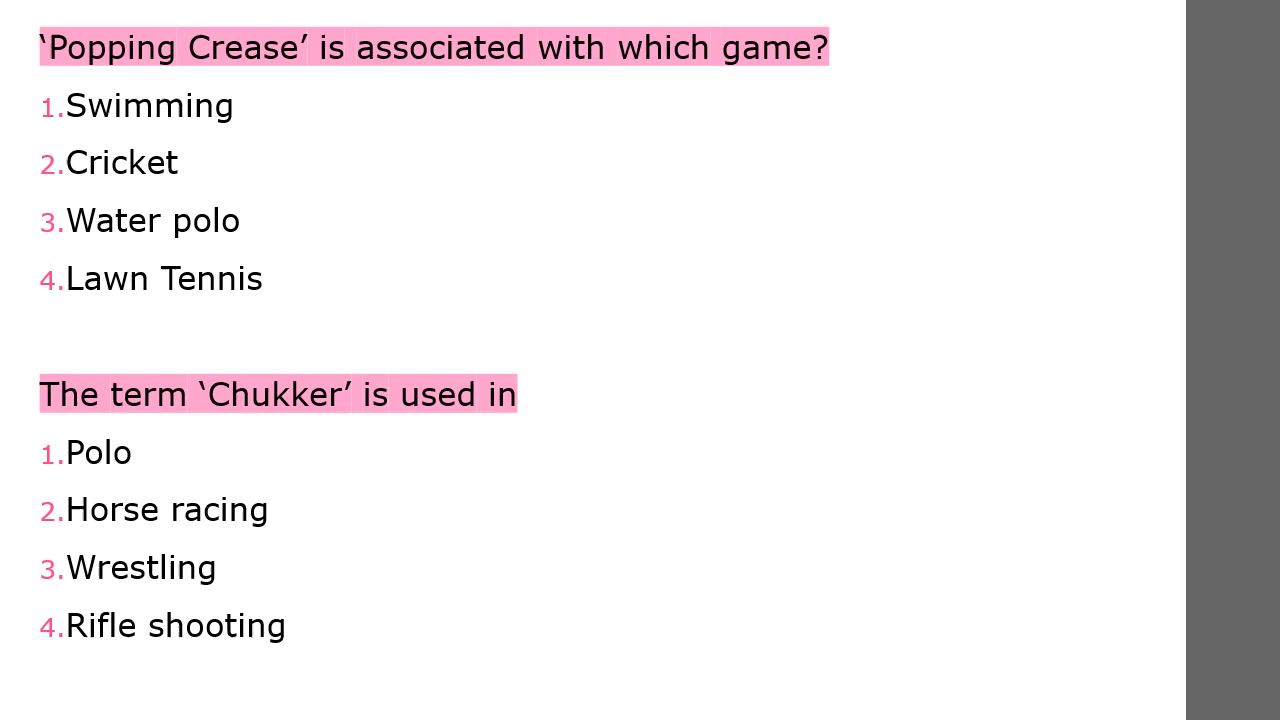 ‘Popping Crease’ is associated with which game?
1.Swimming
2.Cricket
3.Water polo
4.Lawn Tennis
The term ‘Chukker’ is used in
1.Polo
2.Horse racing
3.Wrestling
4.Rifle shooting